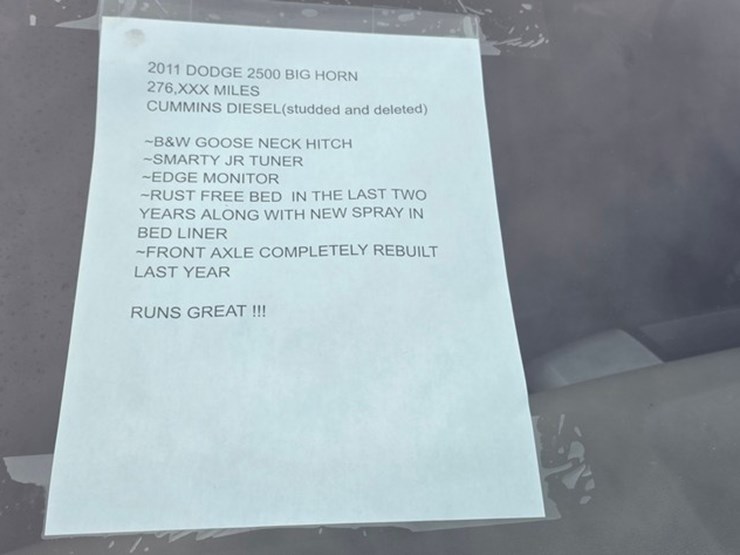 2011 DODGE 2500 BIG HORN
276,XXX MILES
CUMMINS DIESEL(studded and deleted)
~B&W GOOSE NECK HITCH
~SMARTY JR TUNER
~EDGE MONITOR
~RUST FREE BED IN THE LAST TWO
YEARS ALONG WITH NEW SPRAY IN
BED LINER
~FRONT AXLE COMPLETELY REBUILT
LAST YEAR
RUNS GREAT !!!